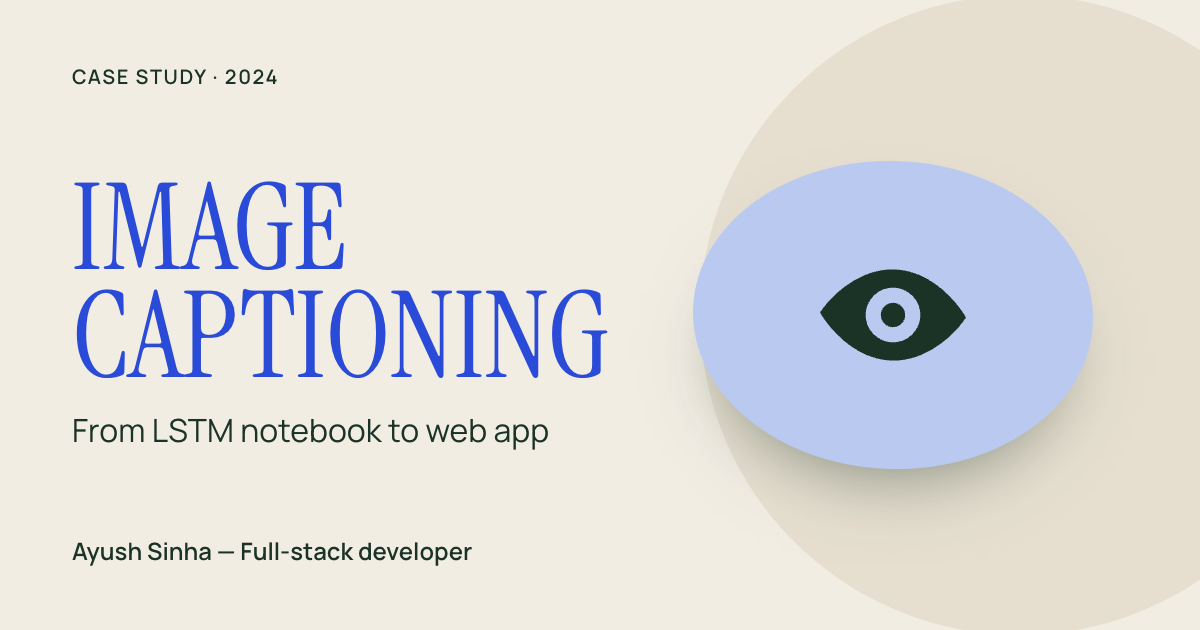 CASE STUDY · 2024
IMAGE
CAPTIONING
From LSTM notebook to web app
Ayush Sinha — Full-stack developer